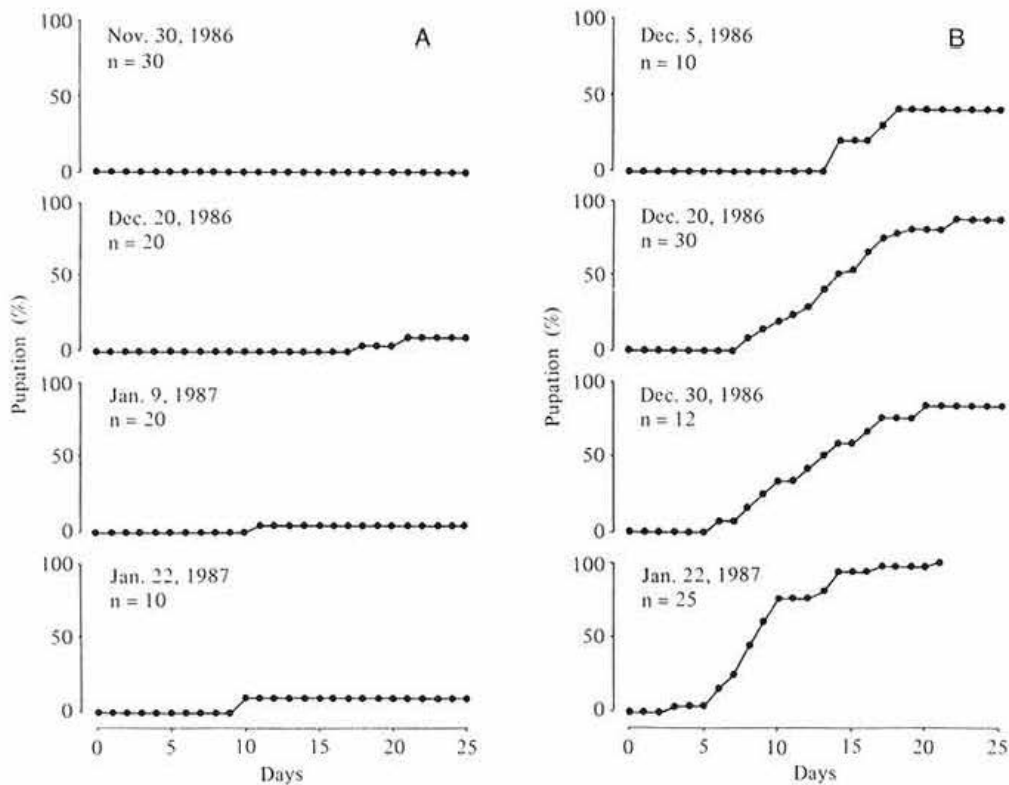 A
Pupation (%)
100
50
0
Nov. 30, 1986
n = 30
100
50
0
Dec. 20, 1986
n = 20
100
50
0
Jan. 9, 1987
n = 20
100
50
0
Jan. 22, 1987
n = 10
0 5 10 15 20 25
Days
B
Pupation (%)
100
50
0
Dec. 5, 1986
n = 10
100
50
0
Dec. 20, 1986
n = 30
100
50
0
Dec. 30, 1986
n = 12
100
50
0
Jan. 22, 1987
n = 25
0 5 10 15 20 25
Days